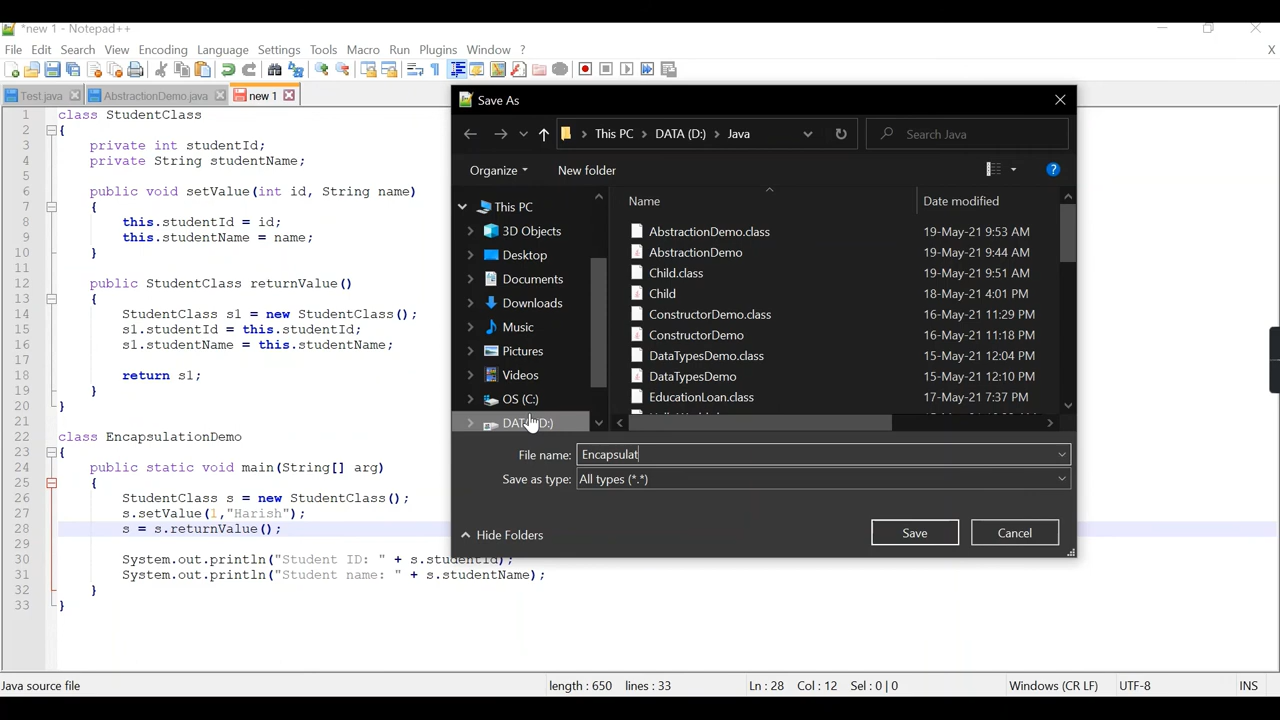 *new 1 - Notepad++
File Edit Search View Encoding Language Settings Tools Macro Run Plugins Window ? X
Test.java AbstractionDemo.java new 1
1 class StudentClass
2 {
3 private int studentId;
4 private String studentName;
5
6 public void setValue(int id, String name)
7 {
8 this.studentId = id;
9 this.studentName = name;
10 }
11
12 public StudentClass returnValue()
13 {
14 StudentClass s1 = new StudentClass();
15 s1.studentId = this.studentId;
16 s1.studentName = this.studentName;
17
18 return s1;
19 }
20 }
21
22 class EncapsulationDemo
23 {
24 public static void main(String[] arg)
25 {
26 StudentClass s = new StudentClass();
27 s.setValue(1,"Harish");
28 s = s.returnValue();
29
30 System.out.println("Student ID: " + s.studentId);
31 System.out.println("Student name: " + s.studentName);
32 }
33 }
Save As
This PC DATA (D:) Java Search Java
Organize New folder
This PC
3D Objects
Desktop
Documents
Downloads
Music
Pictures
Videos
OS (C:)
Name Date modified
AbstractionDemo.class 19-May-21 9:53 AM
AbstractionDemo 19-May-21 9:44 AM
Child.class 19-May-21 9:51 AM
Child 18-May-21 4:01 PM
ConstructorDemo.class 16-May-21 11:29 PM
ConstructorDemo 16-May-21 11:18 PM
DataTypesDemo.class 15-May-21 12:04 PM
DataTypesDemo 15-May-21 12:10 PM
EducationLoan.class 17-May-21 7:37 PM
File name: Encapsulat
Save as type: All types (*.*)
Hide Folders Save Cancel
Java source file length : 650 lines : 33 Ln : 28 Col : 12 Sel : 0 | 0 Windows (CR LF) UTF-8 INS